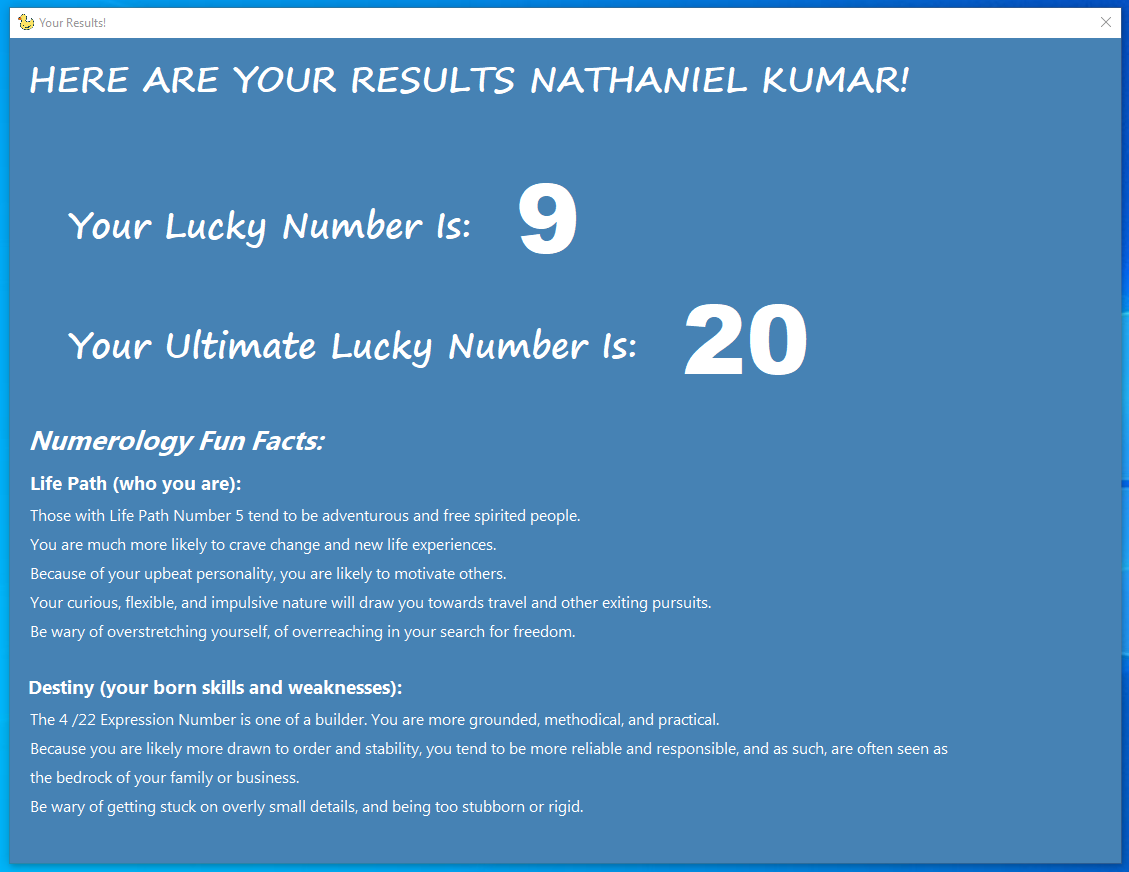 Your Results!
HERE ARE YOUR RESULTS NATHANIEL KUMAR!
Your Lucky Number Is: 9
Your Ultimate Lucky Number Is: 20
Numerology Fun Facts:
Life Path (who you are):
Those with Life Path Number 5 tend to be adventurous and free spirited people.
You are much more likely to crave change and new life experiences.
Because of your upbeat personality, you are likely to motivate others.
Your curious, flexible, and impulsive nature will draw you towards travel and other exiting pursuits.
Be wary of overstretching yourself, of overreaching in your search for freedom.
Destiny (your born skills and weaknesses):
The 4 /22 Expression Number is one of a builder. You are more grounded, methodical, and practical.
Because you are likely more drawn to order and stability, you tend to be more reliable and responsible, and as such, are often seen as
the bedrock of your family or business.
Be wary of getting stuck on overly small details, and being too stubborn or rigid.